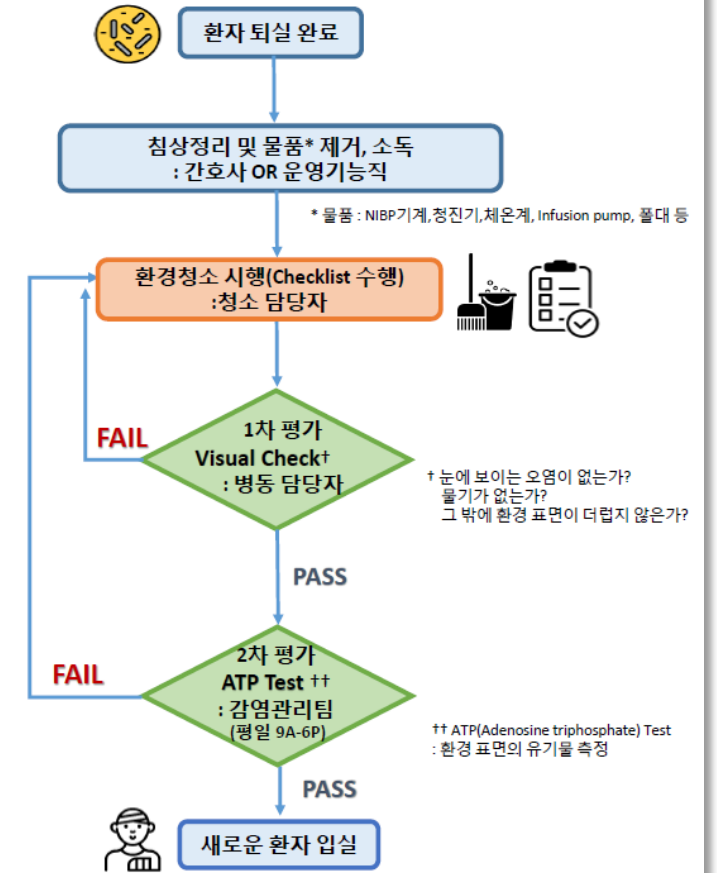 환자 퇴실 완료
침상정리 및 물품* 제거, 소독
: 간호사 OR 운영기능직
* 물품 : NIBP기계,청진기,체온계, Infusion pump, 폴대 등
환경청소 시행(Checklist 수행)
:청소 담당자
FAIL
1차 평가
Visual Check†
: 병동 담당자
† 눈에 보이는 오염이 없는가?
물기가 없는가?
그 밖에 환경 표면이 더럽지 않은가?
PASS
FAIL
2차 평가
ATP Test ††
: 감염관리팀
(평일 9A-6P)
†† ATP(Adenosine triphosphate) Test
: 환경 표면의 유기물 측정
PASS
새로운 환자 입실